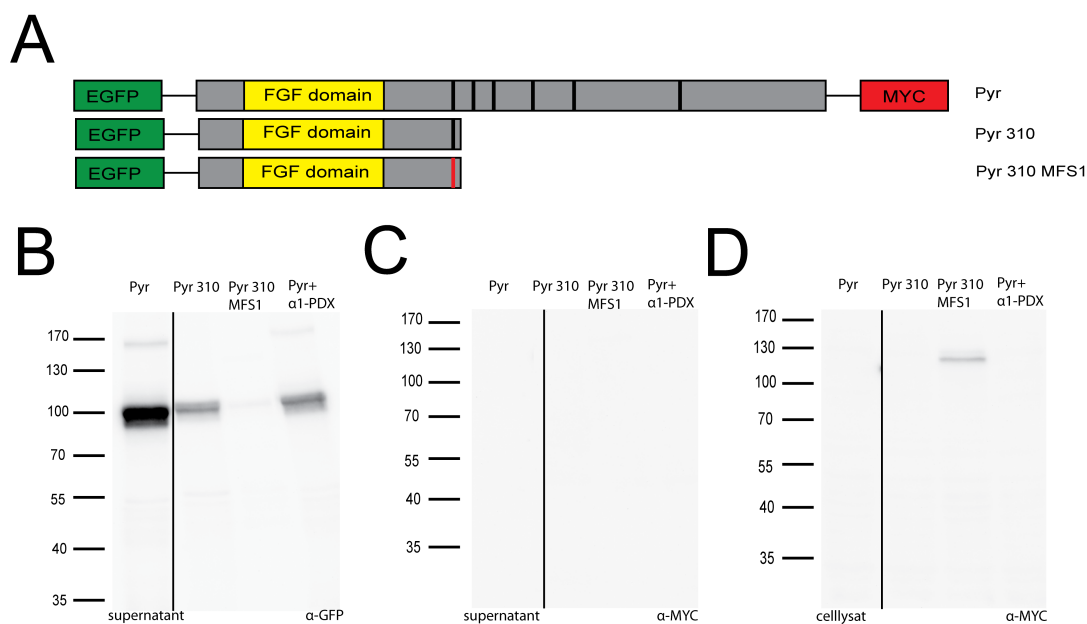 A
EGFP FGF domain MYC Pyr
EGFP FGF domain Pyr 310
EGFP FGF domain Pyr 310 MFS1
B
Pyr Pyr 310 Pyr 310 Pyr+
MFS1 α1-PDX
170
130
100
70
55
40
35
supernatant α-GFP
C
Pyr Pyr 310 Pyr 310 Pyr+
MFS1 α1-PDX
170
130
100
70
55
40
35
supernatant α-MYC
D
Pyr Pyr 310 Pyr 310 Pyr+
MFS1 α1-PDX
170
130
100
70
55
40
35
celllysat α-MYC